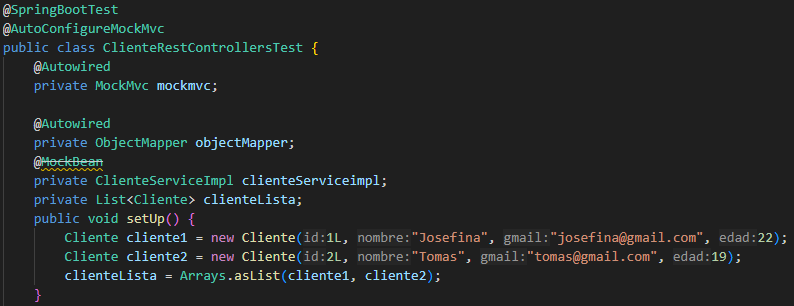 @SpringBootTest
@AutoConfigureMockMvc
public class ClienteRestControllersTest {
    @Autowired
    private MockMvc mockmvc;

    @Autowired
    private ObjectMapper objectMapper;
    @MockBean
    private ClienteServiceImpl clienteServiceimpl;
    private List<Cliente> clienteLista;
    public void setUp() {
        Cliente cliente1 = new Cliente(id:1L, nombre:"Josefina", gmail:"josefina@gmail.com", edad:22);
        Cliente cliente2 = new Cliente(id:2L, nombre:"Tomas", gmail:"tomas@gmail.com", edad:19);
        clienteLista = Arrays.asList(cliente1, cliente2);
    }